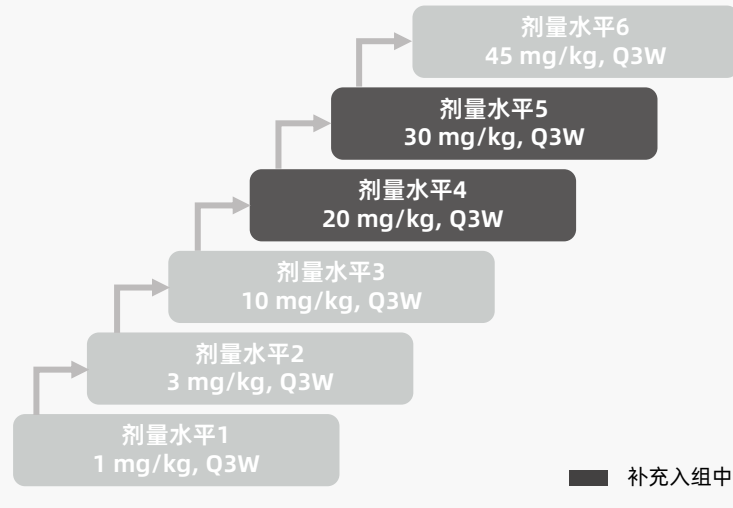 剂量水平6
45 mg/kg, Q3W
剂量水平5
30 mg/kg, Q3W
剂量水平4
20 mg/kg, Q3W
剂量水平3
10 mg/kg, Q3W
剂量水平2
3 mg/kg, Q3W
剂量水平1
1 mg/kg, Q3W
补充入组中